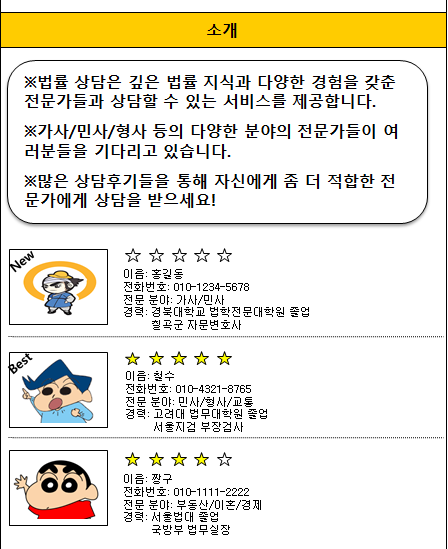 소개
※법률 상담은 깊은 법률 지식과 다양한 경험을 갖춘
전문가들과 상담할 수 있는 서비스를 제공합니다.
※가사/민사/형사 등의 다양한 분야의 전문가들이 여
러분들을 기다리고 있습니다.
※많은 상담후기들을 통해 자신에게 좀 더 적합한 전
문가에게 상담을 받으세요!
New
☆ ☆ ☆ ☆ ☆
이름: 홍길동
전화번호: 010-1234-5678
전문 분야: 가사/민사
경력: 경북대학교 법학전문대학원 졸업
칠곡군 자문변호사
Best
★ ★ ★ ★ ★
이름: 철수
전화번호: 010-4321-8765
전문 분야: 민사/형사/교통
경력: 고려대 법무대학원 졸업
서울지검 부장검사
★ ★ ★ ★ ☆
이름: 짱구
전화번호: 010-1111-2222
전문 분야: 부동산/이혼/경제
경력: 서울법대 졸업
국방부 법무실장